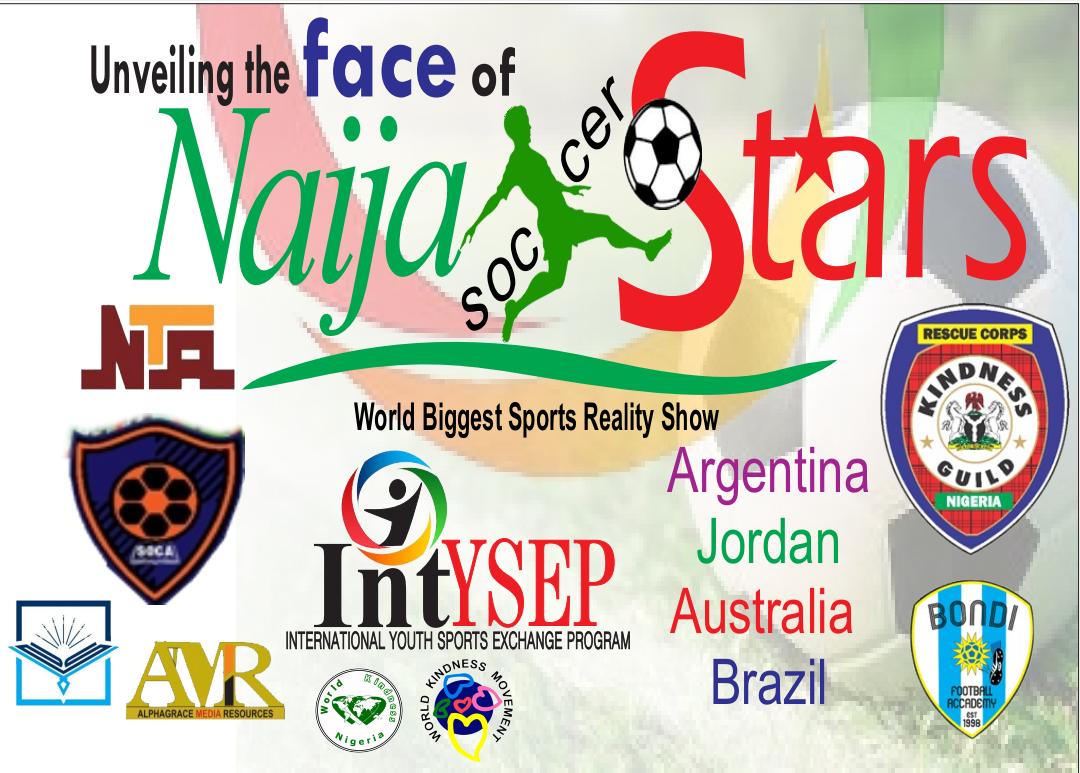 Unveiling the face of
Naija soccer Stars
World Biggest Sports Reality Show
NTA
SOCA
AMR
ALPHAGRACE MEDIA RESOURCES
IntYSEP
INTERNATIONAL YOUTH SPORTS EXCHANGE PROGRAM
World Kindness
Nigeria
WORLD KINDNESS MOVEMENT
Argentina
Jordan
Australia
Brazil
RESCUE CORPS
KINDNESS
GUILD
NIGERIA
BONDI
FOOTBALL
ACCADEMY
EST
1998